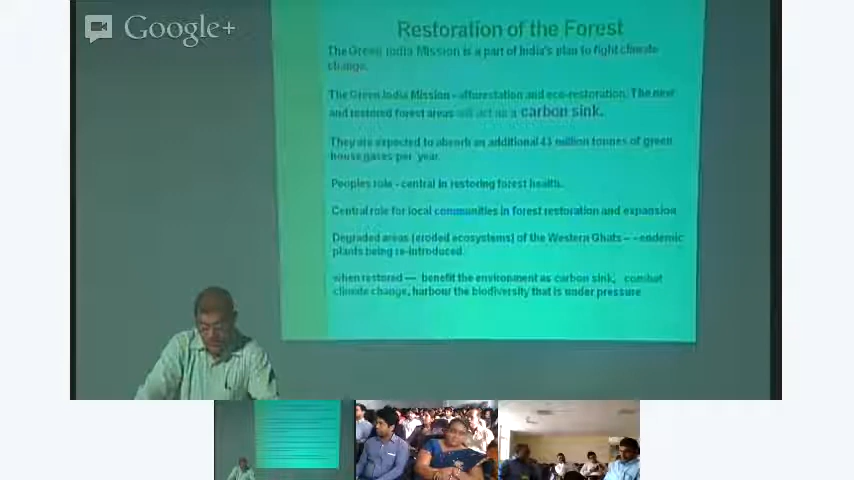 Google+
Restoration of the Forest
The Green India Mission is a part of India's plan to fight climate
change.
The Green India Mission - afforestation and eco-restoration. The new
and restored forest areas will act as a carbon sink.
They are expected to absorb an additional 43 million tonnes of green
house gases per year.
Peoples role - central in restoring forest health.
Central role for local communities in forest restoration and expansion
Degraded areas (eroded ecosystems) of the Western Ghats – - endemic
plants being re-introduced.
when restored — benefit the environment as carbon sink, combat
climate change, harbour the biodiversity that is under pressure